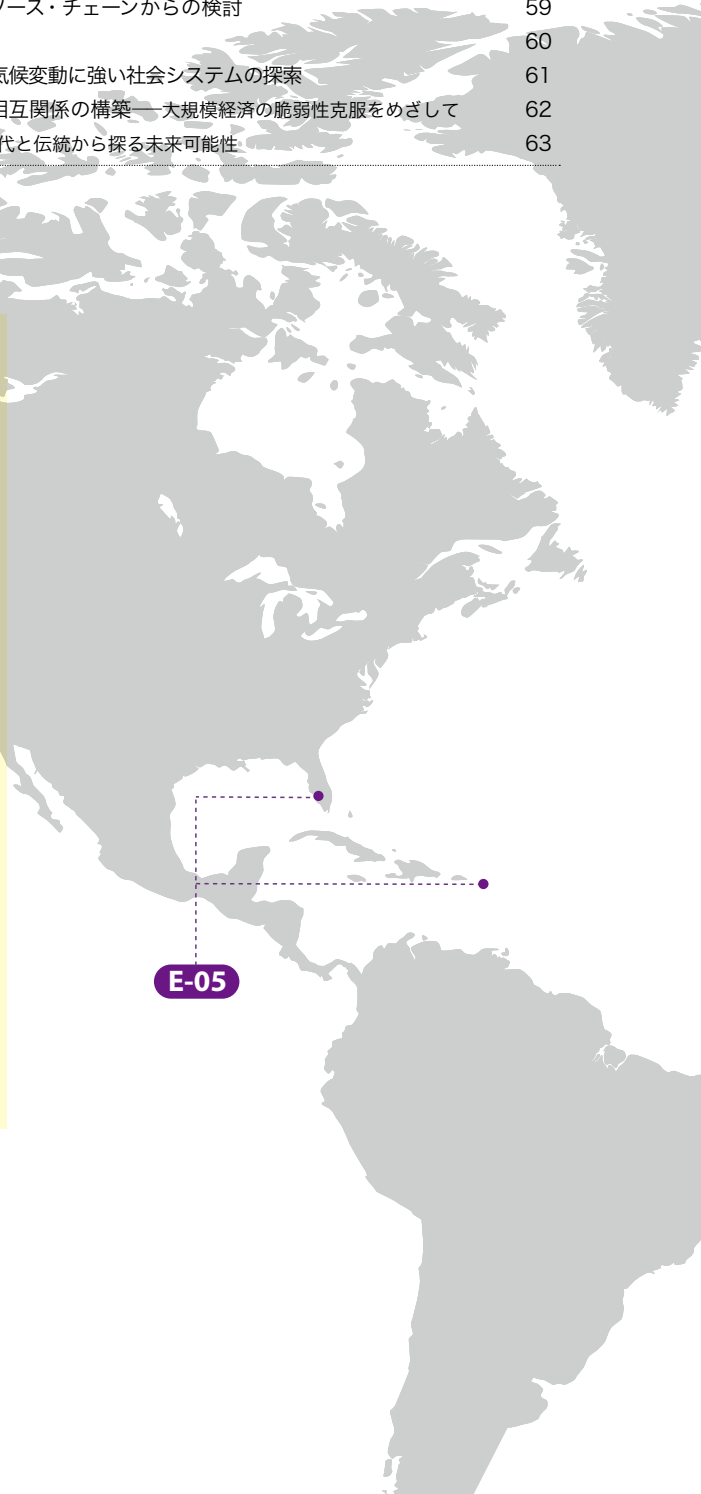 ソース・チェーンからの検討 59
60
気候変動に強い社会システムの探索 61
相互関係の構築──大規模経済の脆弱性克服をめざして 62
代と伝統から探る未来可能性 63
E-05